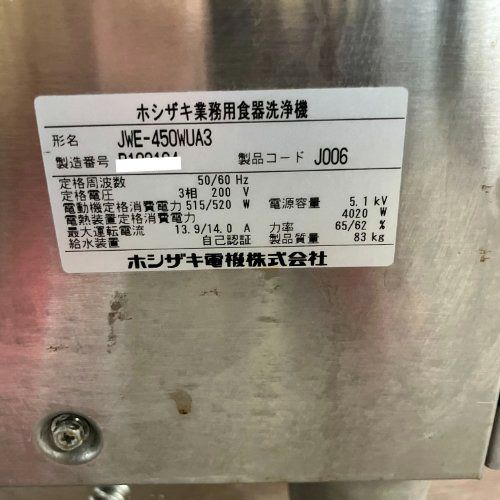 ホシザキ業務用食器洗浄機
形名 JWE-450WUA3
製造番号 製品コード J006
定格周波数 50/60 Hz
定格電圧 3相 200 V 電源容量 5.1 kV
電動機定格消費電力 515/520 W 4020 W
電熱装置定格消費電力 力率 65/62 %
最大運転電流 13.9/14.0 A 製品質量 83 kg
給水装置 自己認証
ホシザキ電機株式会社